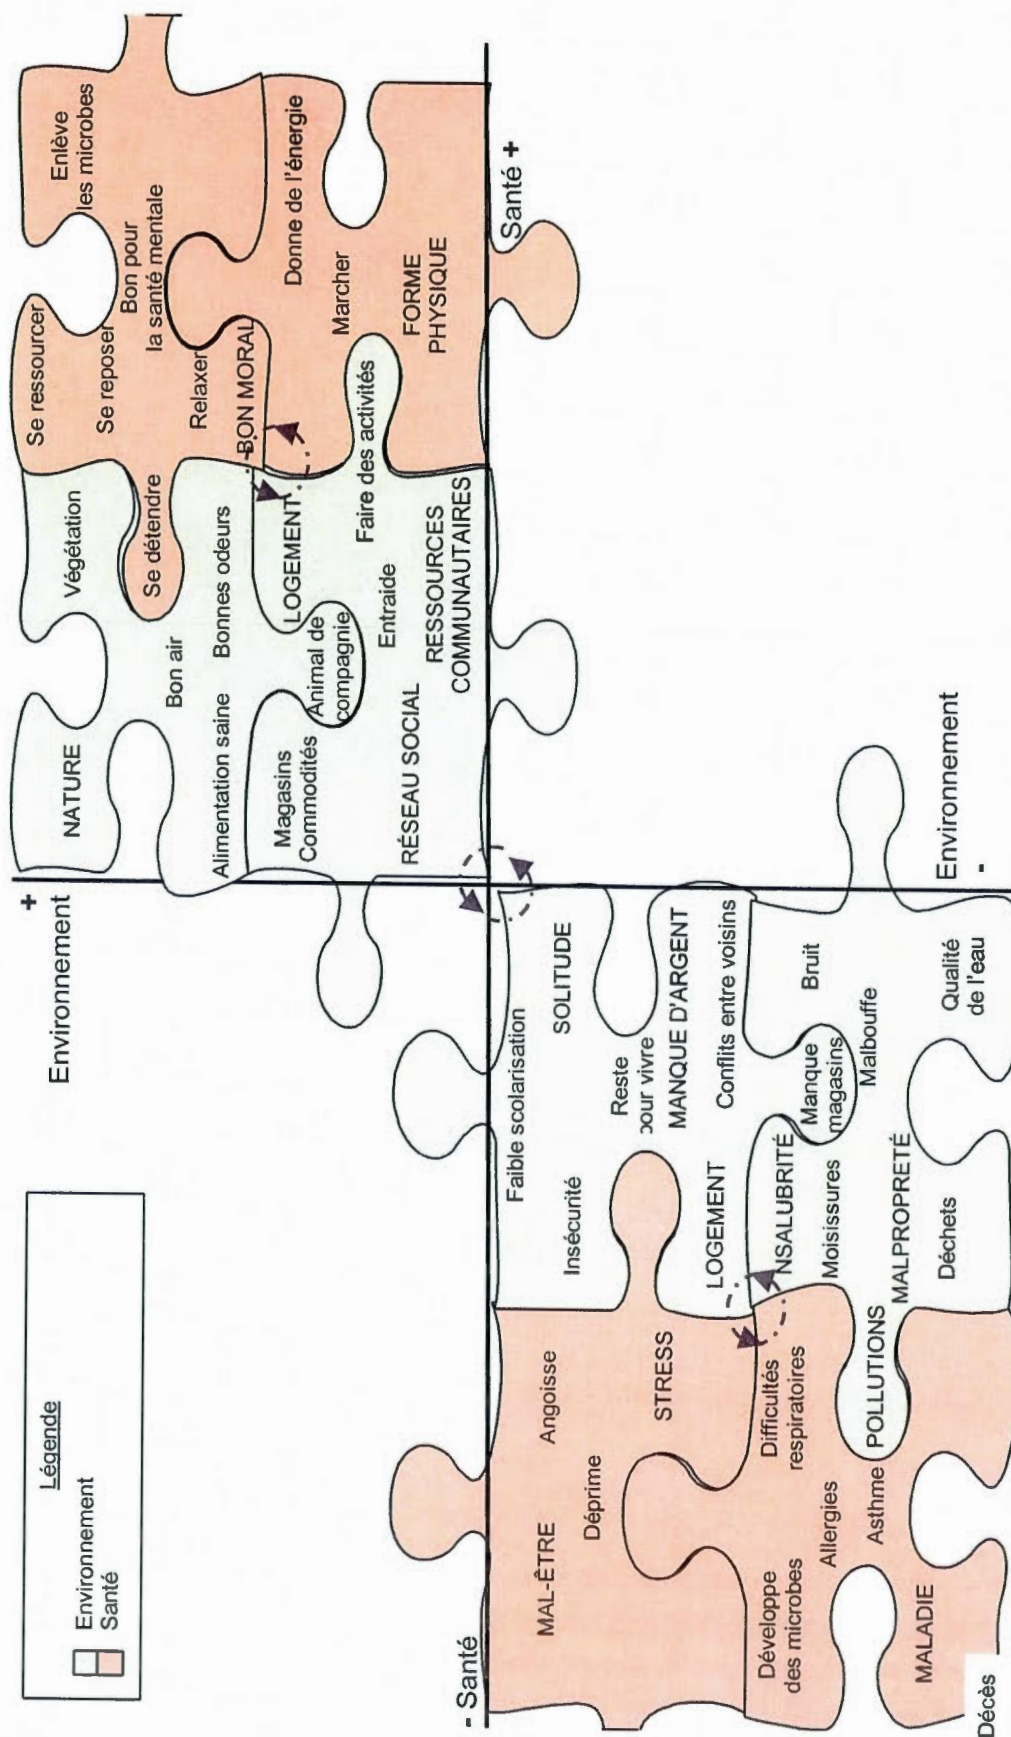 Légende
Environnement
Santé
Environnement
+
NATURE
Végétation
Bon air
Se détendre
Alimentation saine
Bonnes odeurs
Magasins
Commodités
Animal de
compagnie
LOGEMENT
Entraide
Faire des activités
RÉSEAU SOCIAL
RESSOURCES
COMMUNAUTAIRES
Se ressourcer
Se reposer
Enlève
les microbes
Bon pour
la santé mentale
Relaxer
BON MORAL
Donne de l'énergie
Marcher
FORME
PHYSIQUE
Santé +
- Santé
MAL-ÊTRE
Angoisse
Déprime
STRESS
Développe
des microbes
Difficultés
respiratoires
Allergies
Asthme
POLLUTIONS
MALADIE
Décès
Faible scolarisation
Insécurité
SOLITUDE
Reste
pour vivre
MANQUE D'ARGENT
LOGEMENT
Conflits entre voisins
NSALUBRITÉ
Manque
magasins
Bruit
Moisissures
Malbouffe
MALPROPRETÉ
Déchets
Qualité
de l'eau
Environnement
-